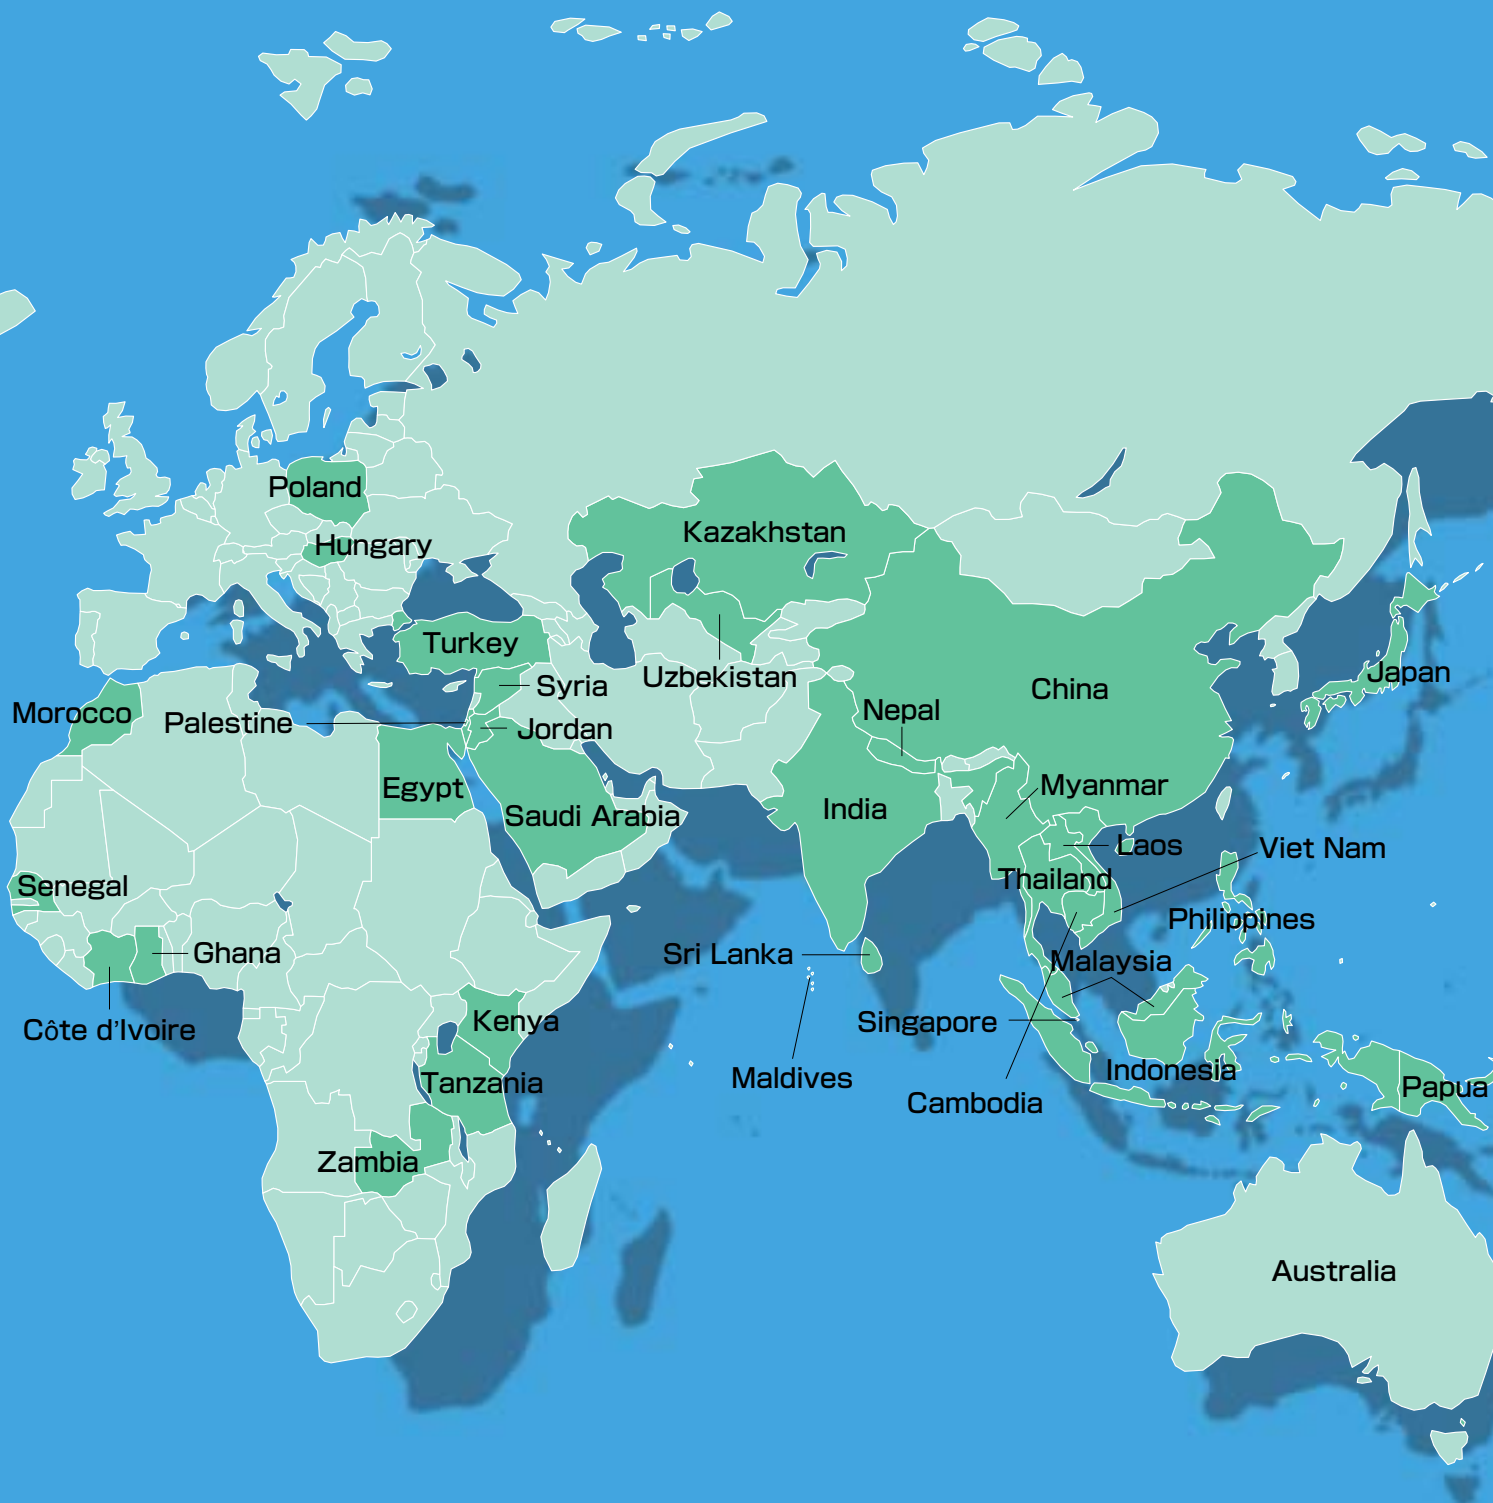 Poland
Kazakhstan
Hungary
Turkey
Uzbekistan
Syria
China
Japan
Morocco
Palestine
Nepal
Jordan
Egypt
Myanmar
Saudi Arabia
India
Laos
Viet Nam
Senegal
Thailand
Philippines
Ghana
Sri Lanka
Malaysia
Côte d'Ivoire
Kenya
Singapore
Maldives
Indonesia
Tanzania
Papua
Cambodia
Zambia
Australia